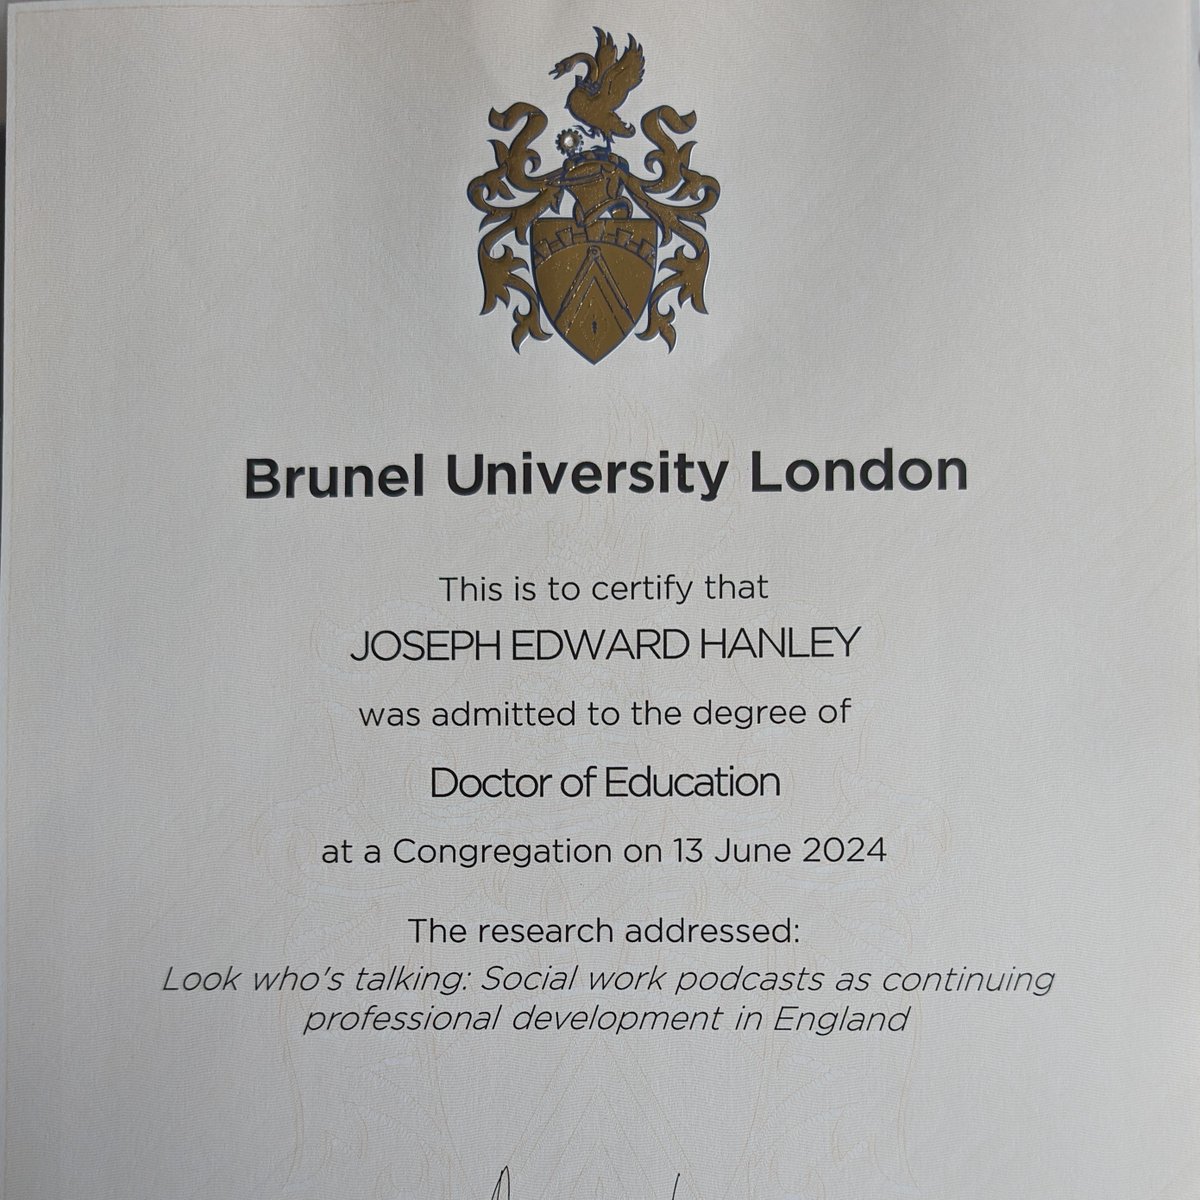 Brunel University London
This is to certify that
JOSEPH EDWARD HANLEY
was admitted to the degree of
Doctor of Education
at a Congregation on 13 June 2024
The research addressed:
Look who's talking: Social work podcasts as continuing
professional development in England